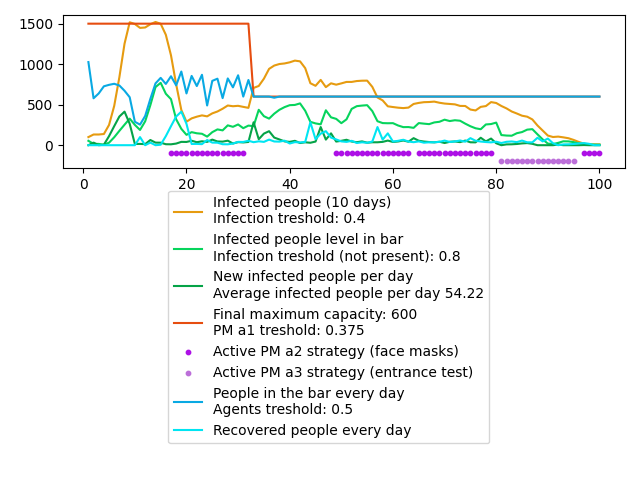 1500
1000
500
0
0
20
40
60
80
100
Infected people (10 days)
Infection treshold: 0.4
Infected people level in bar
Infection treshold (not present): 0.8
New infected people per day
Average infected people per day 54.22
Final maximum capacity: 600
PM a1 treshold: 0.375
Active PM a2 strategy (face masks)
Active PM a3 strategy (entrance test)
People in the bar every day
Agents treshold: 0.5
Recovered people every day